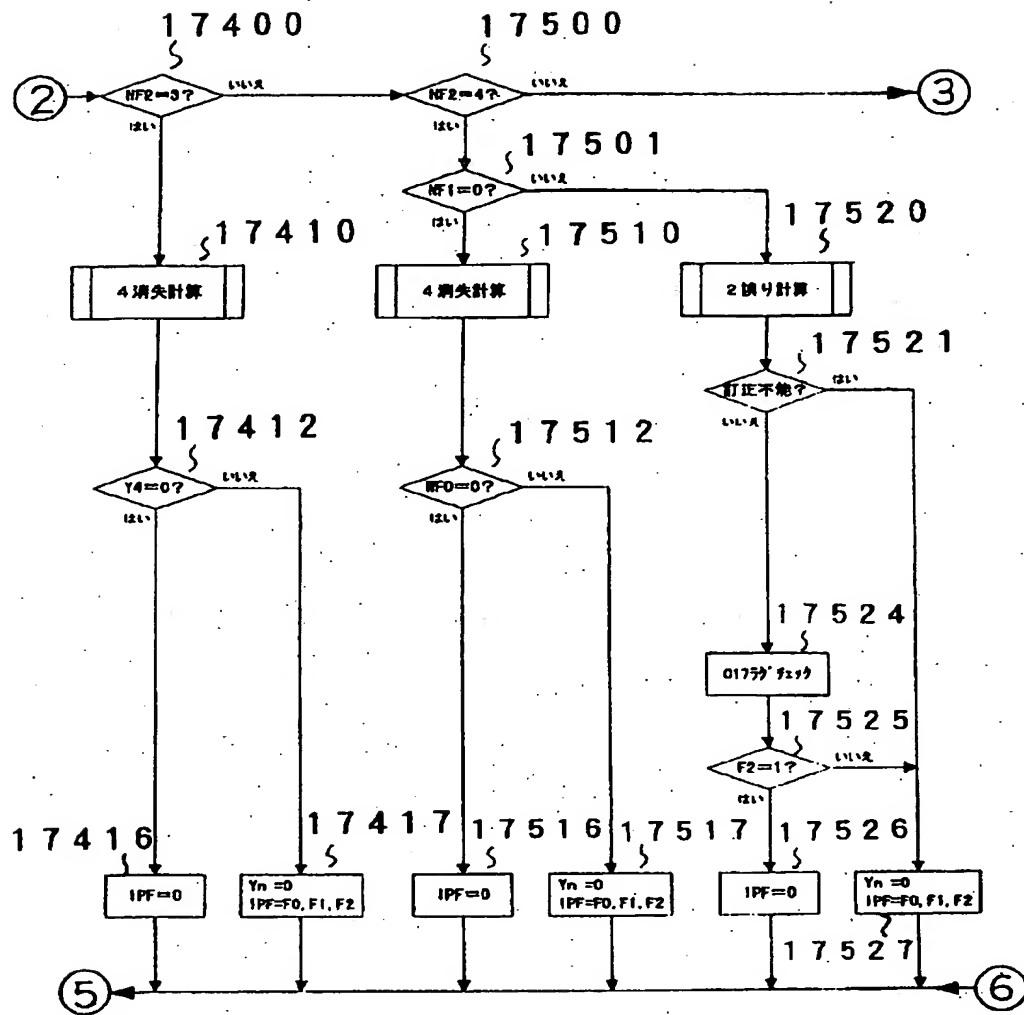 17400
17500
②
NF2=3?
いいえ
NF2=4?
いいえ
③
はい
はい
17501
NF1=0?
いいえ
はい
17520
17410
17510
4消失計算
4消失計算
2誤り計算
17521
訂正不能?
はい
いいえ
17412
17512
Y4=0?
いいえ
NF0=0?
いいえ
はい
はい
17524
01フラグチェック
17525
F2=1?
いいえ
はい
17416
17417
17516
17517
17526
IPF=0
Yn=0
IPF=F0,F1,F2
IPF=0
Yn=0
IPF=F0,F1,F2
IPF=0
Yn=0
IPF=F0,F1,F2
17527
⑤
⑥